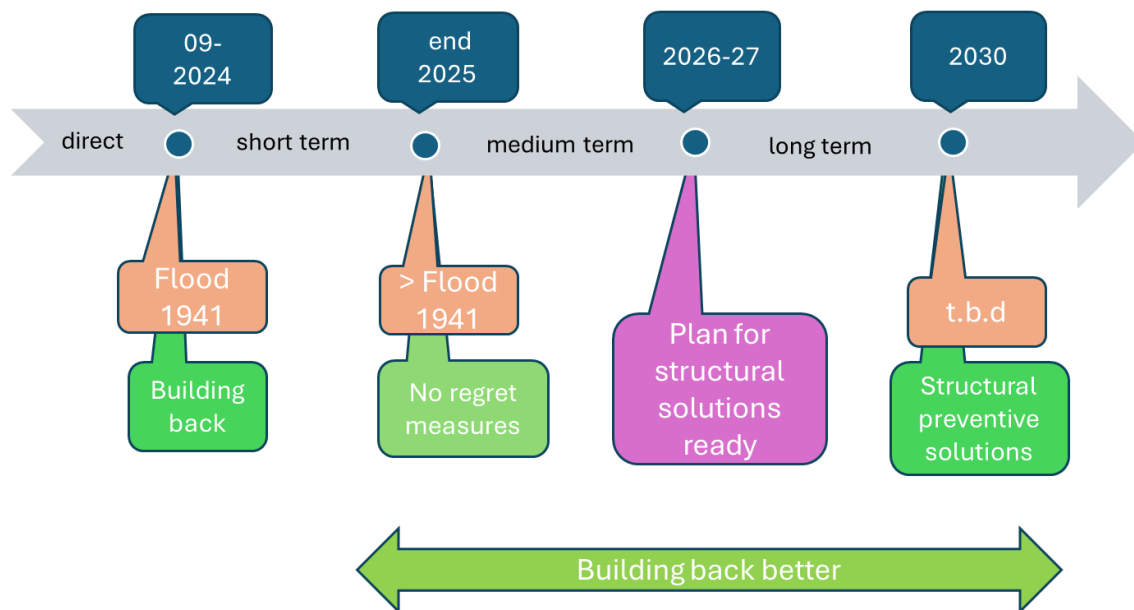 09-
2024
end
2025
2026-27
2030
direct
short term
medium term
long term
Flood
1941
> Flood
1941
t.b.d
Building
back
No regret
measures
Plan for
structural
solutions
ready
Structural
preventive
solutions
Building back better